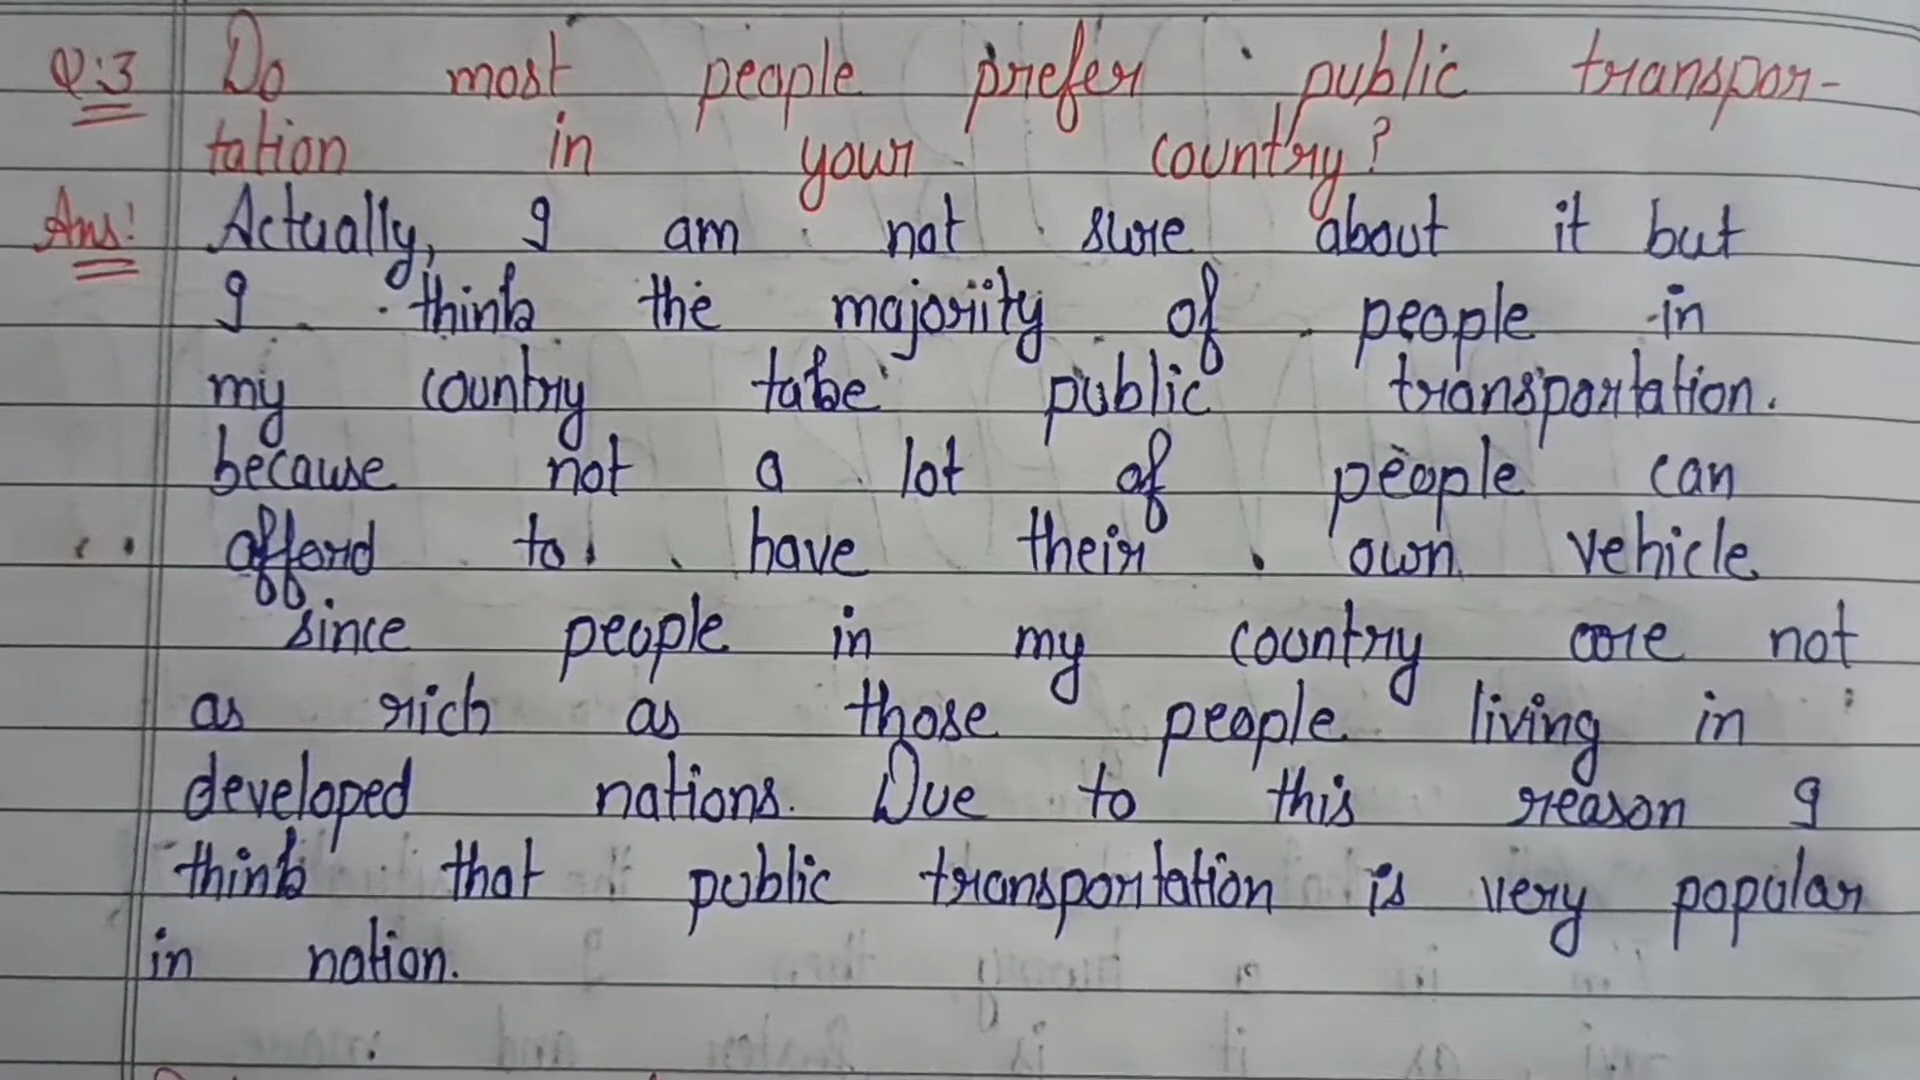 Q:3 Do most people prefer public transpor-
tation in your country?
Ans: Actually, I am not sure about it but
I think the majority of people in
my country take public transportation.
because not a lot of people can
afford to have their own vehicle
since people in my country are not
as rich as those people living in
developed nations. Due to this reason I
think that public transportation is very popular
in nation.